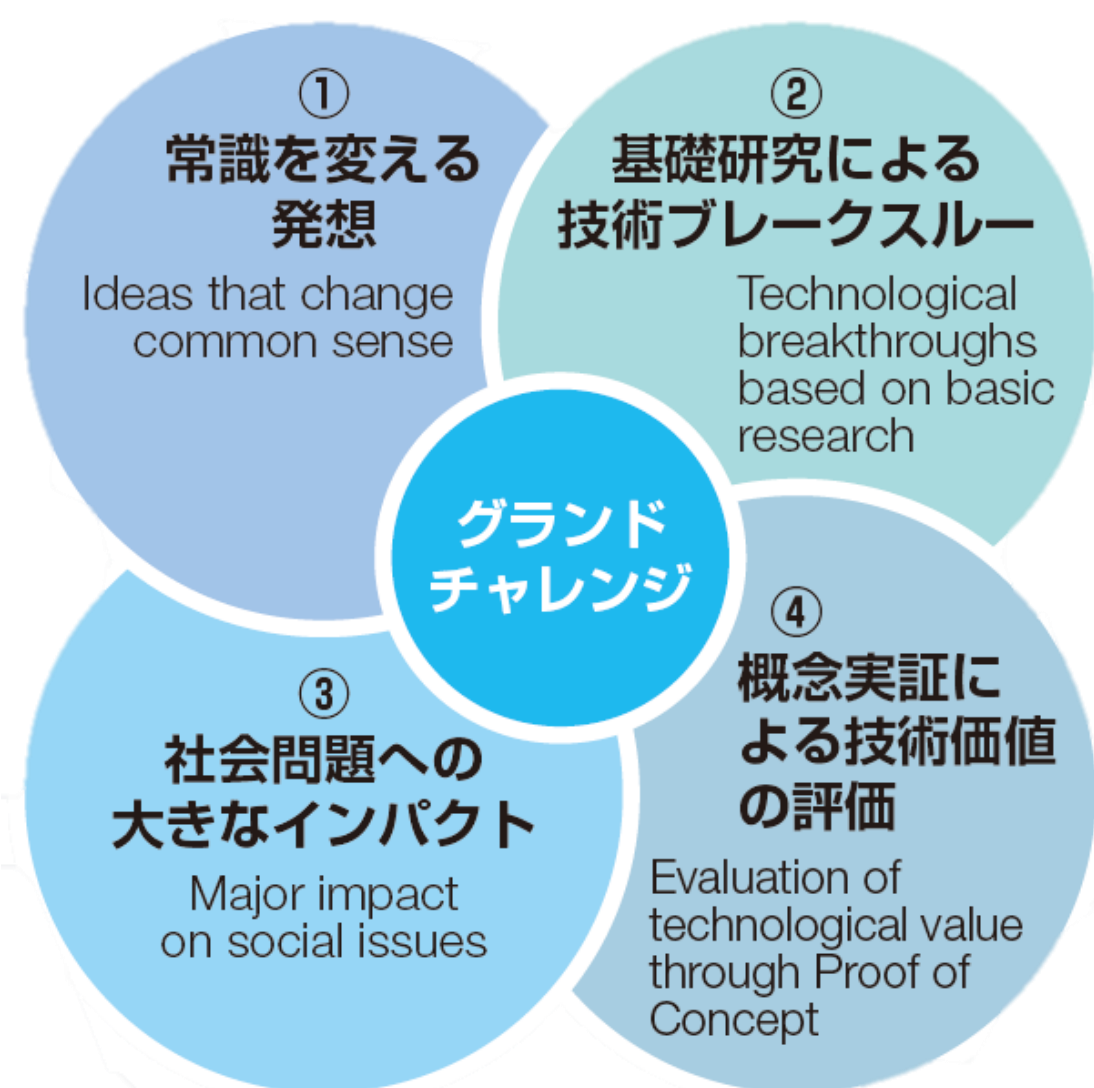 ①
常識を変える
発想
Ideas that change
common sense
②
基礎研究による
技術ブレークスルー
Technological
breakthroughs
based on basic
research
グランド
チャレンジ
③
社会問題への
大きなインパクト
Major impact
on social issues
④
概念実証に
よる技術価値
の評価
Evaluation of
technological value
through Proof of
Concept